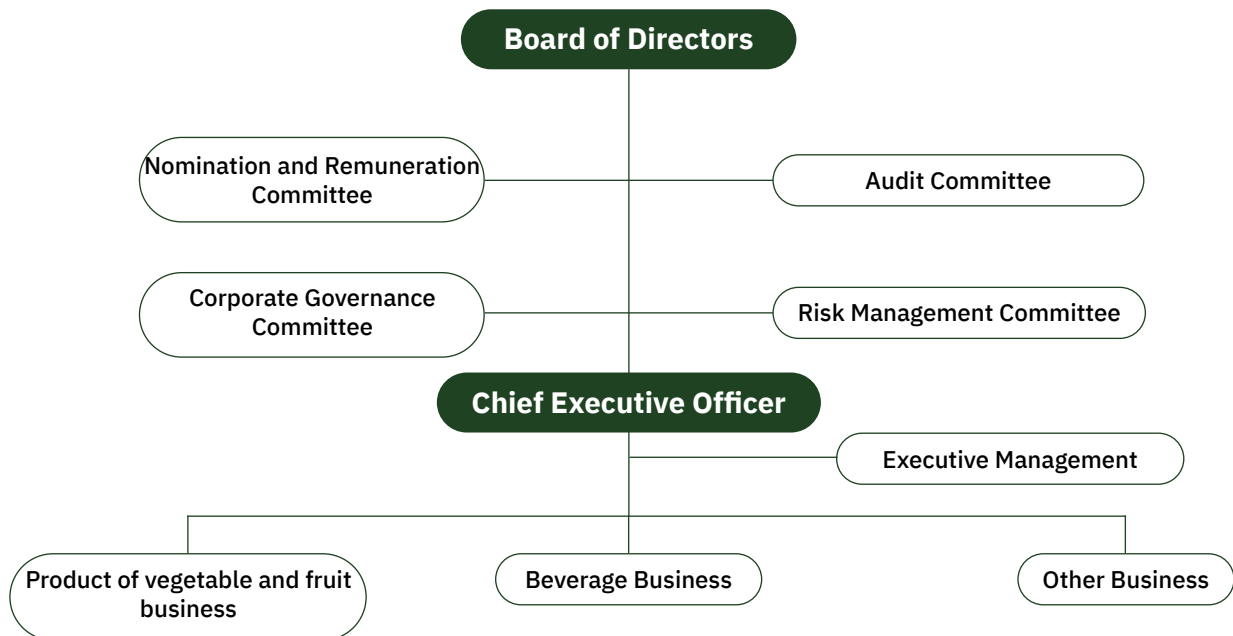 Board of Directors
Nomination and Remuneration
Committee
Audit Committee
Corporate Governance
Committee
Risk Management Committee
Chief Executive Officer
Executive Management
Product of vegetable and fruit
business
Beverage Business
Other Business